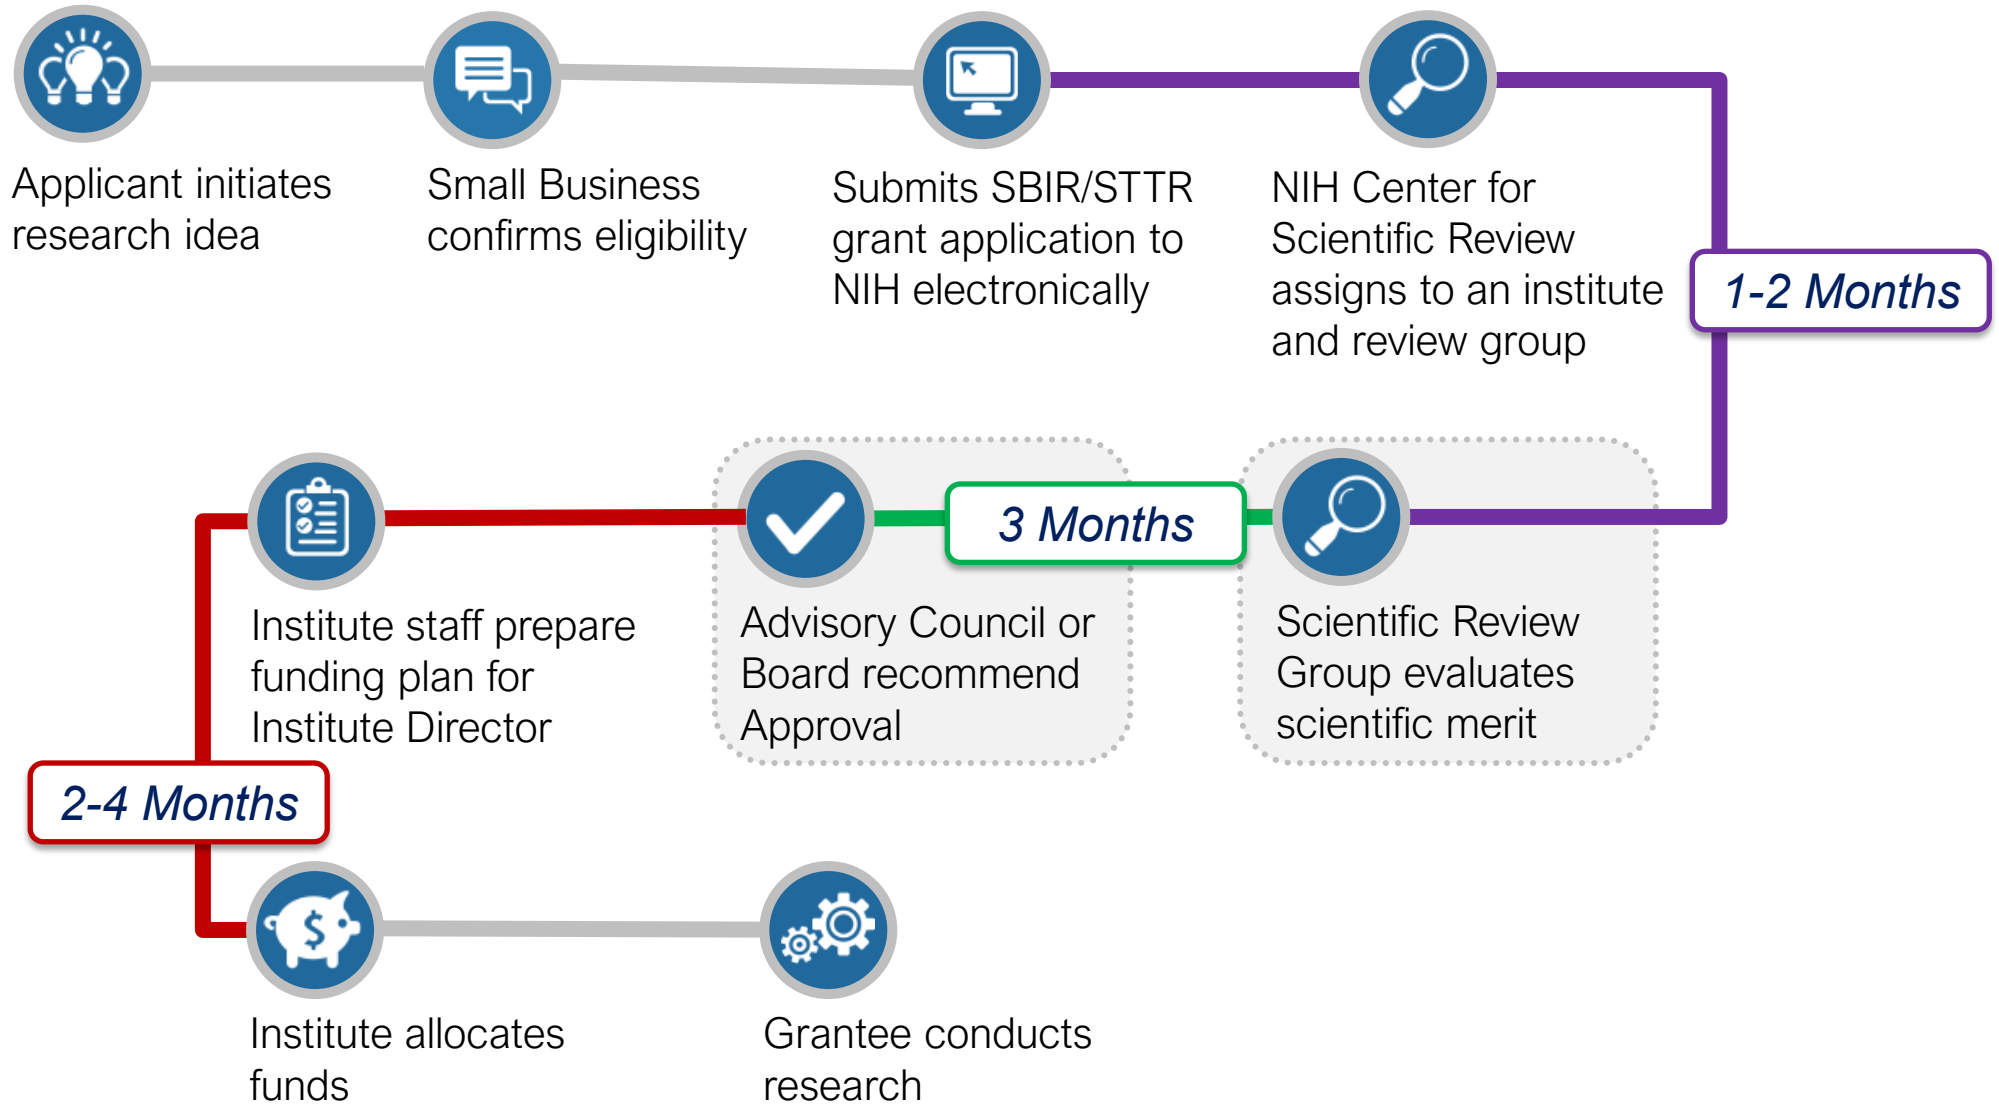 Applicant initiates
research idea
Small Business
confirms eligibility
Submits SBIR/STTR
grant application to
NIH electronically
NIH Center for
Scientific Review
assigns to an institute
and review group
1-2 Months
Scientific Review
Group evaluates
scientific merit
3 Months
Advisory Council or
Board recommend
Approval
Institute staff prepare
funding plan for
Institute Director
2-4 Months
$
Institute allocates
funds
Grantee conducts
research